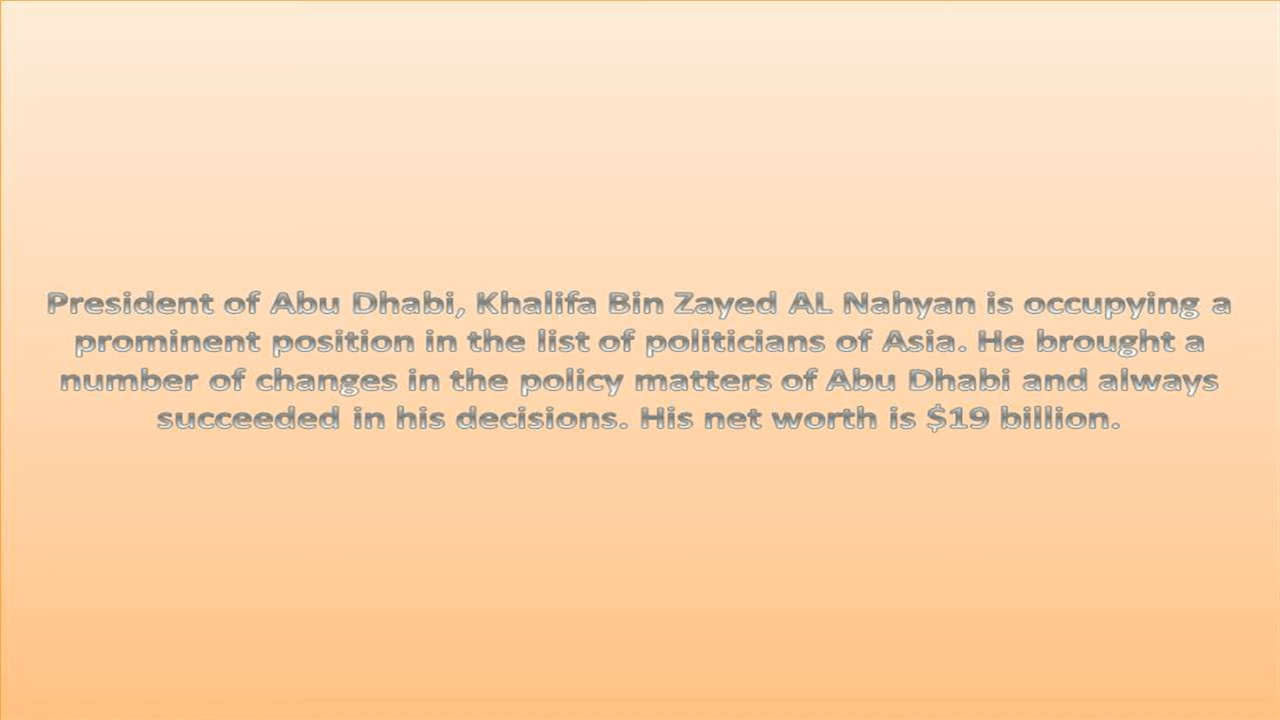 President of Abu Dhabi, Khalifa Bin Zayed AL Nahyan is occupying a
prominent position in the list of politicians of Asia. He brought a
number of changes in the policy matters of Abu Dhabi and always
succeeded in his decisions. His net worth is $19 billion.